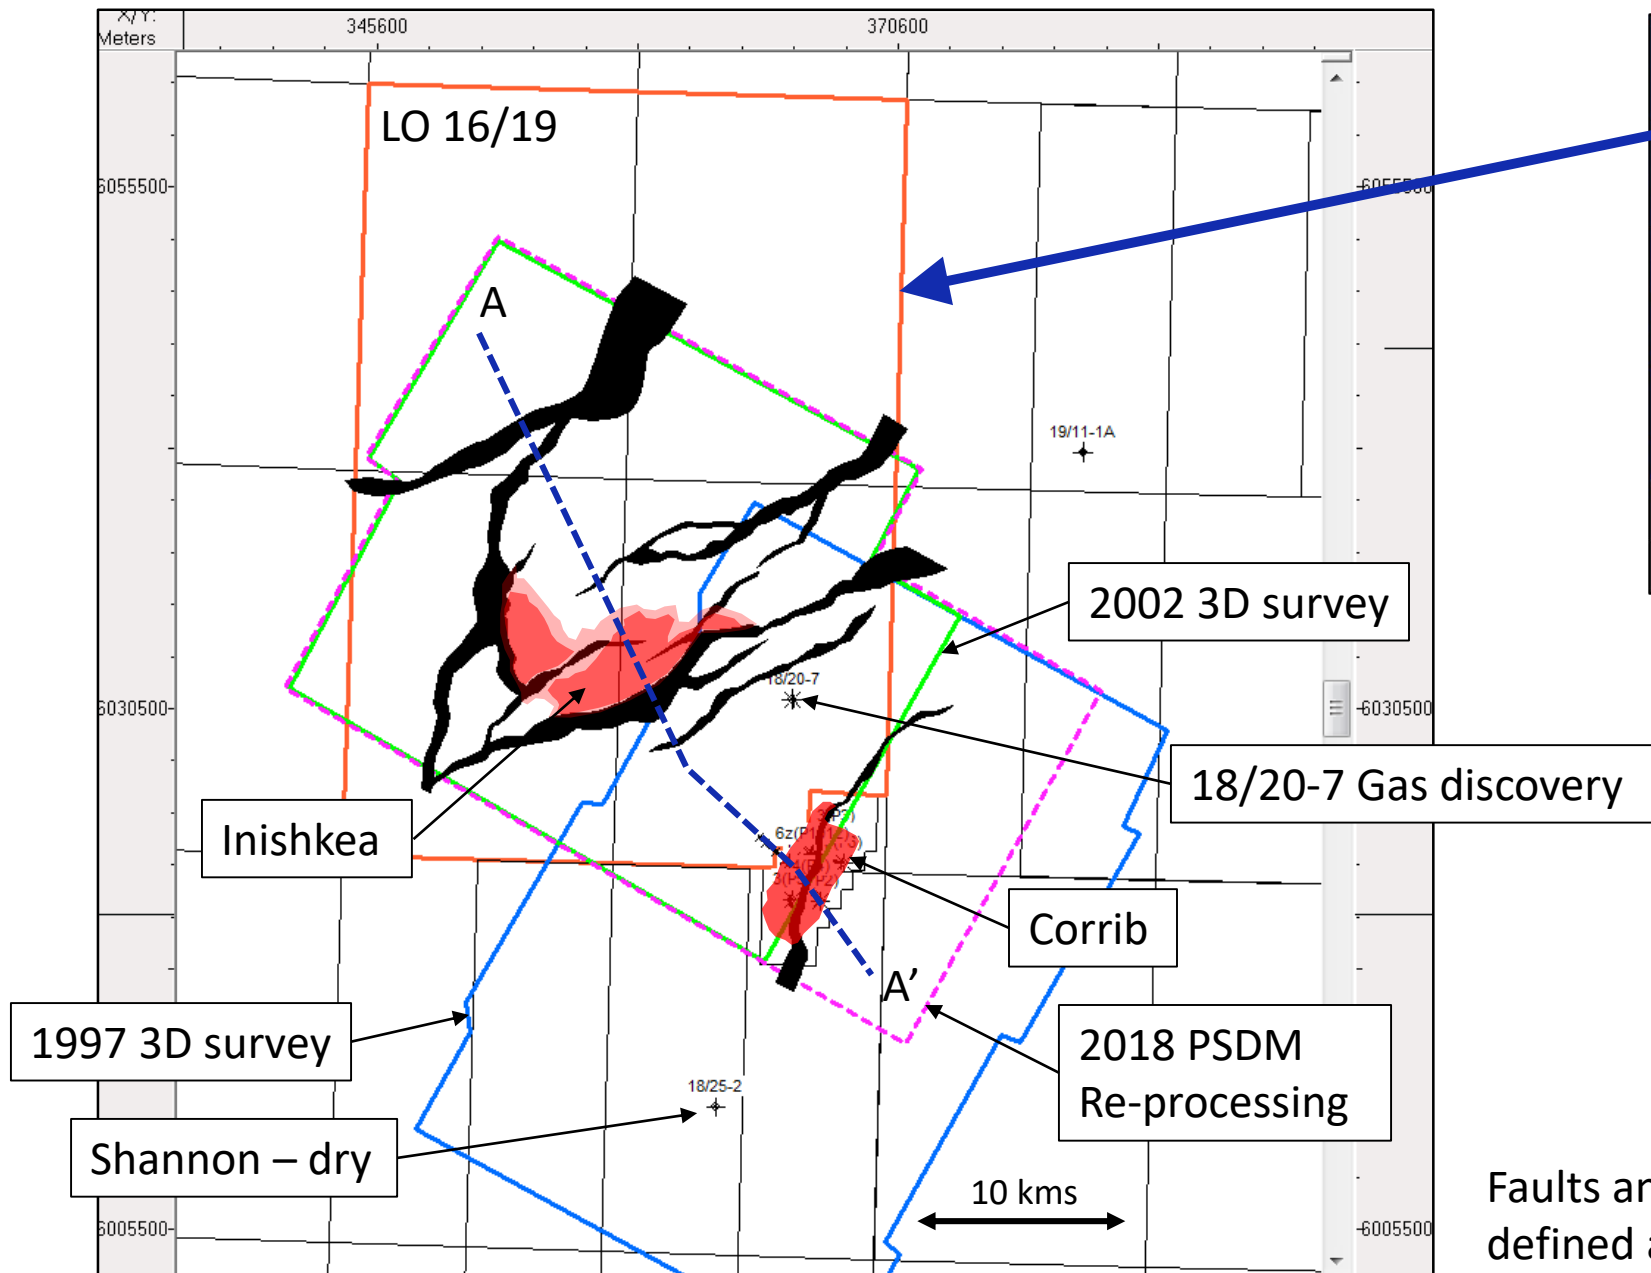 X/Y:
Meters
345600
370600
LO 16/19
6055500
6055500
A
19/11-1A
2002 3D survey
18/20-7
6030500
6030500
18/20-7 Gas discovery
Inishkea
Corrib
A’
1997 3D survey
2018 PSDM
Re-processing
18/25-2
Shannon – dry
10 kms
Faults
defined
6005500
6005500